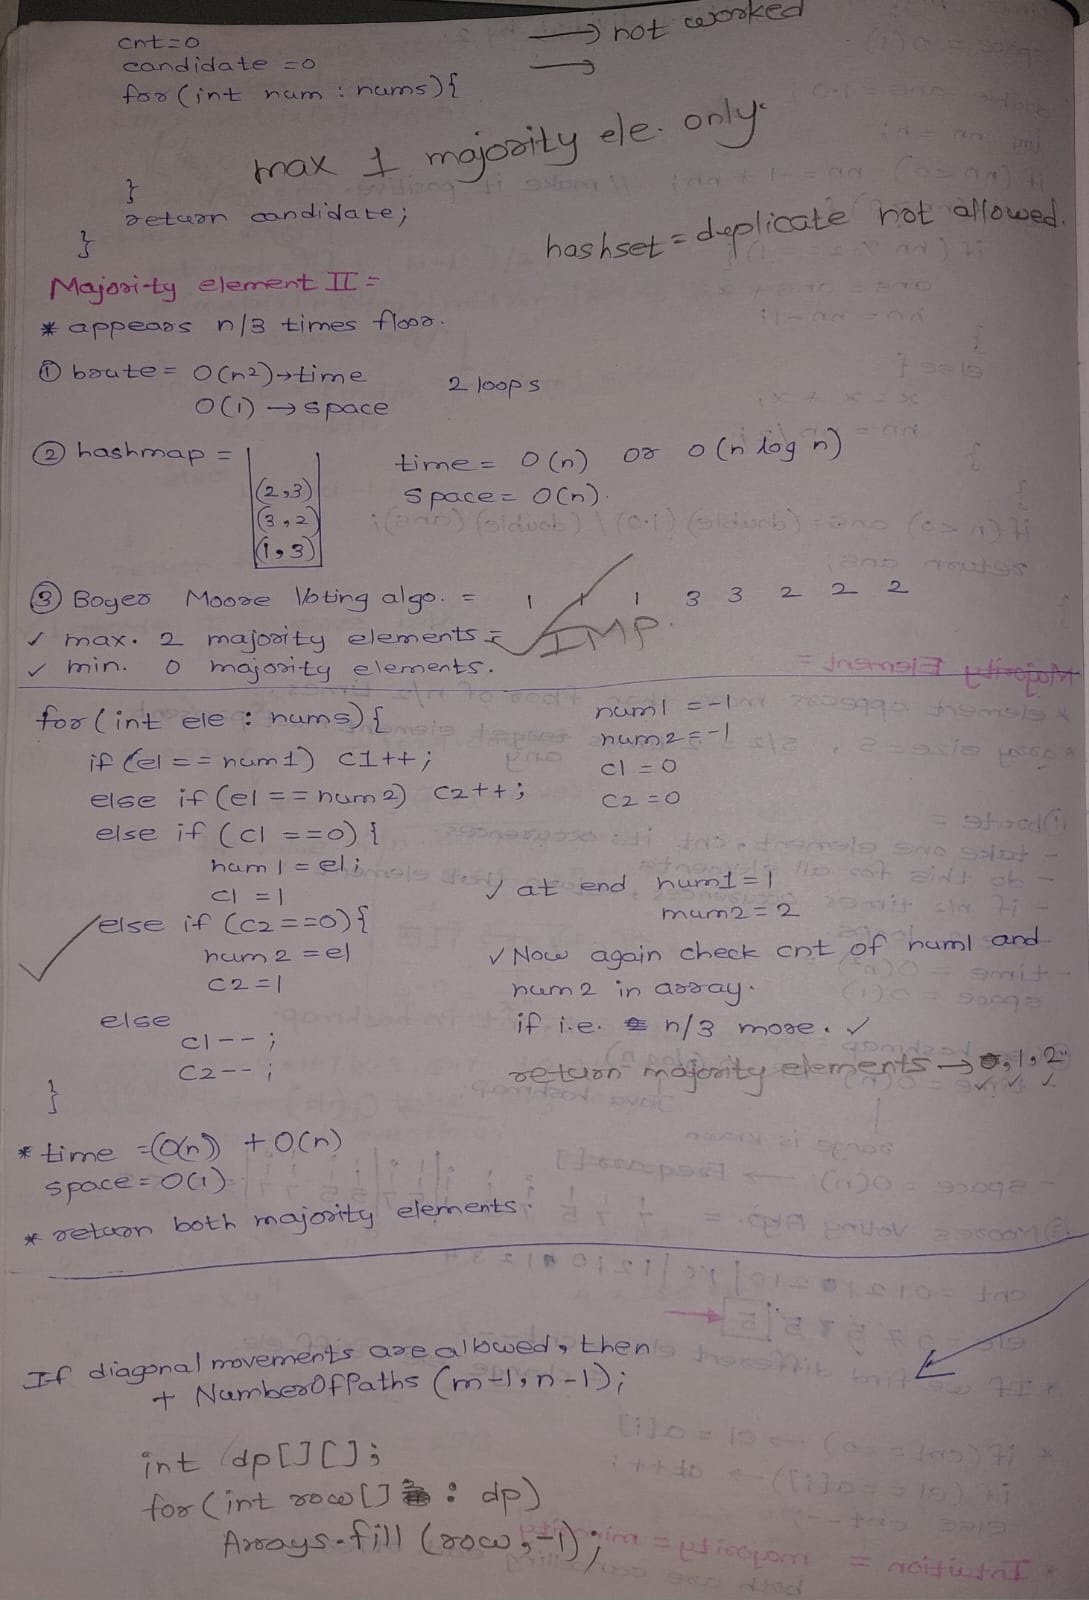 cnt=0
candidate =0
for(int num : nums){
→ not worked
→
max 1 majority ele. only.
}
return candidate;
}
hashset = duplicate not allowed.
Majority element II =
* appears n/3 times floor.
① brute = O(n²)→time
O(1) → space
2 loops
② hashmap =
(2,3)
(3,2)
(1,3)
time = O(n) or O(n log n)
space = O(n).
③ Boyer Moore Voting algo. = 1 1 1 3 3 2 2 2
✓ max. 2 majority elements
IMP.
✓ min. 0 majority elements.
for(int ele : nums){
if (el == num1) C1++;
else if (el == num2) C2++;
else if (c1 ==0) {
num1 = el;
c1 =1
else if (c2==0){
num2 = el
c2=1
else
c1--;
c2--;
}
num1 = -1
num2 = -1
c1 = 0
c2 = 0
✓ at end num1=1
num2=2
✓ Now again check cnt of num1 and
num2 in array.
if i.e. n/3 more. ✓
return majority elements → 0,1,2
* time =(O(n)) + O(n)
space = O(1)
* return both majority elements.
If diagonal movements are allowed, then
+ NumberOfPaths (m-1,n-1);
int dp[][];
for(int row[] : dp)
Arrays.fill (row,-1);